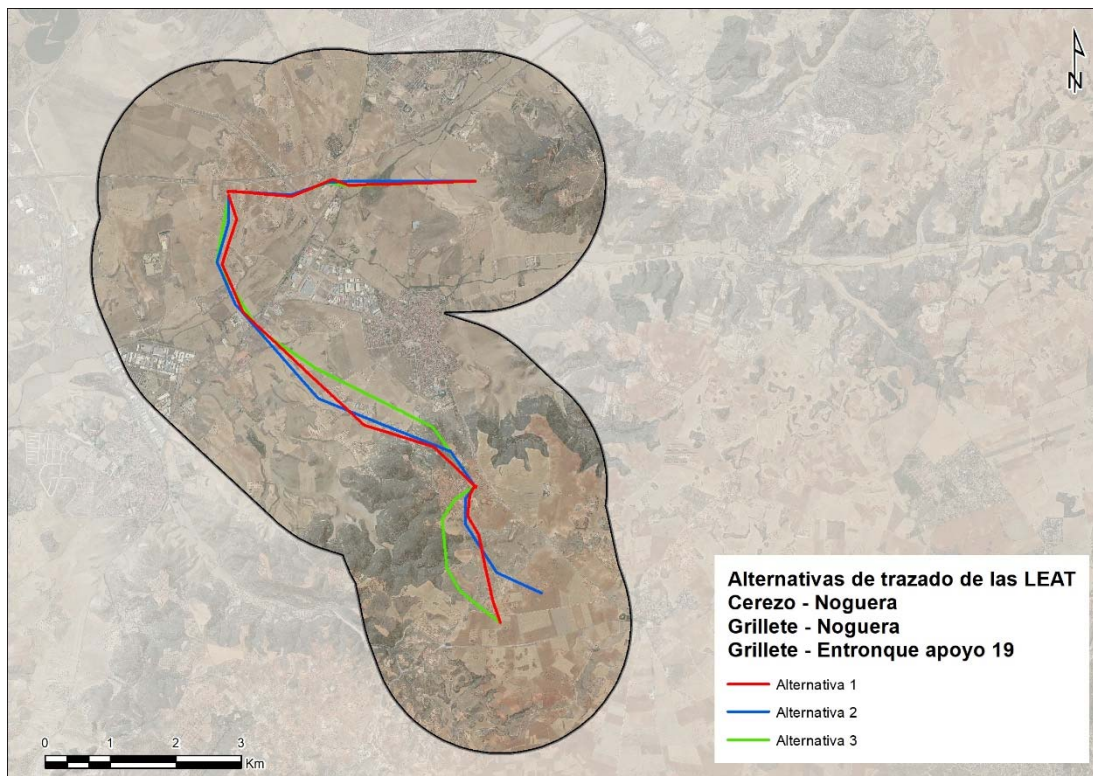 N
Alternativas de trazado de las LEAT
Cerezo - Noguera
Grillete - Noguera
Grillete - Entronque apoyo 19
Alternativa 1
Alternativa 2
Alternativa 3
0 1 2 3
Km